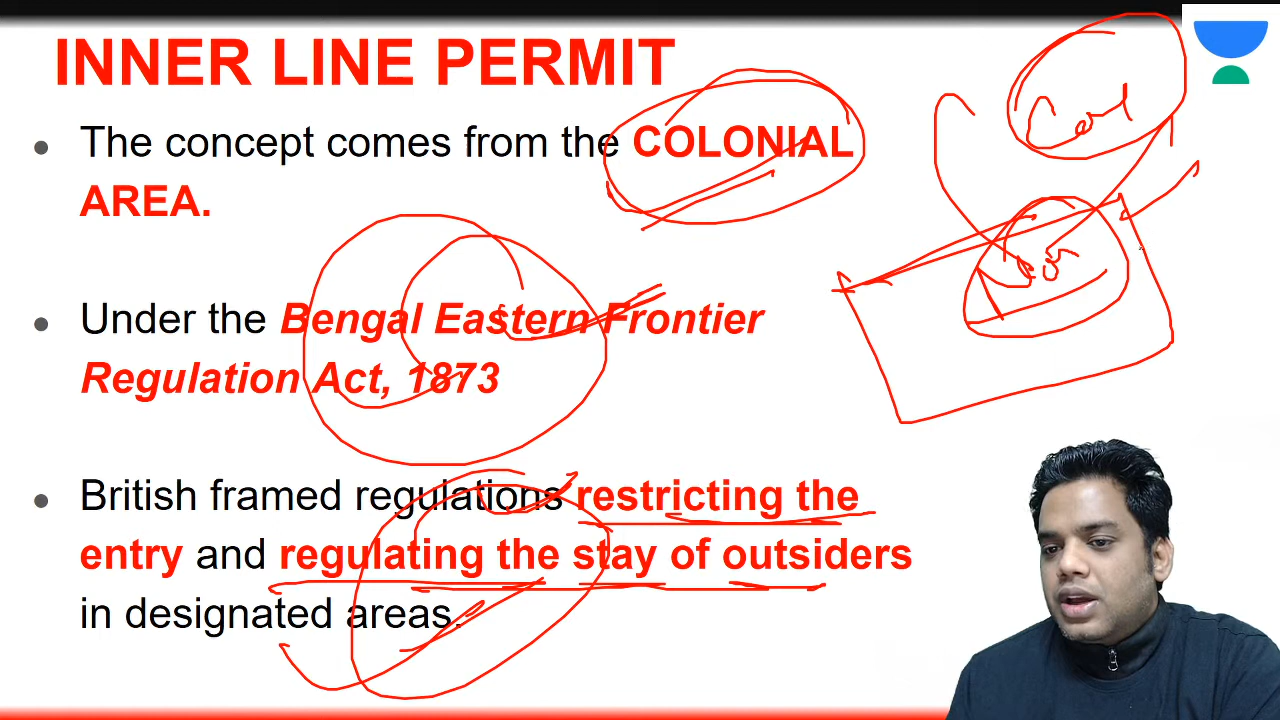 INNER LINE PERMIT
• The concept comes from the COLONIAL
AREA.
• Under the Bengal Eastern Frontier
Regulation Act, 1873
• British framed regulations restricting the
entry and regulating the stay of outsiders
in designated areas.